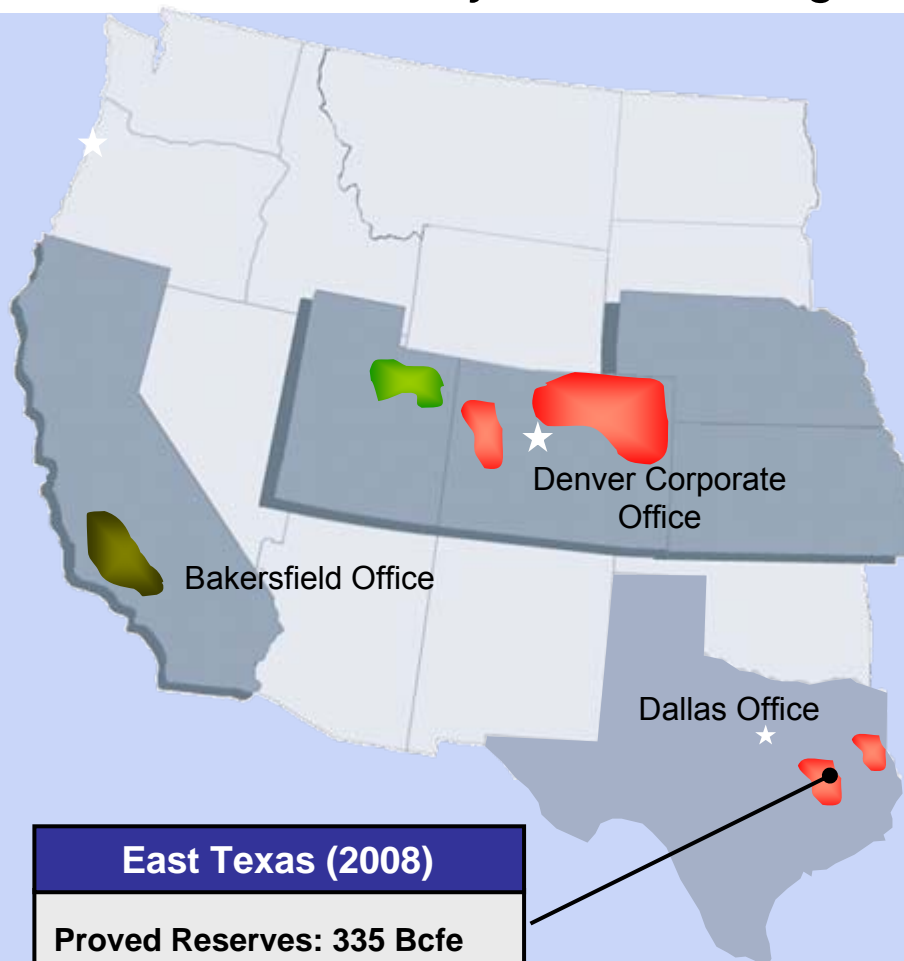 Denver Corporate
Office
Bakersfield Office
Dallas Office
East Texas (2008)
Proved Reserves: 335 Bcfe